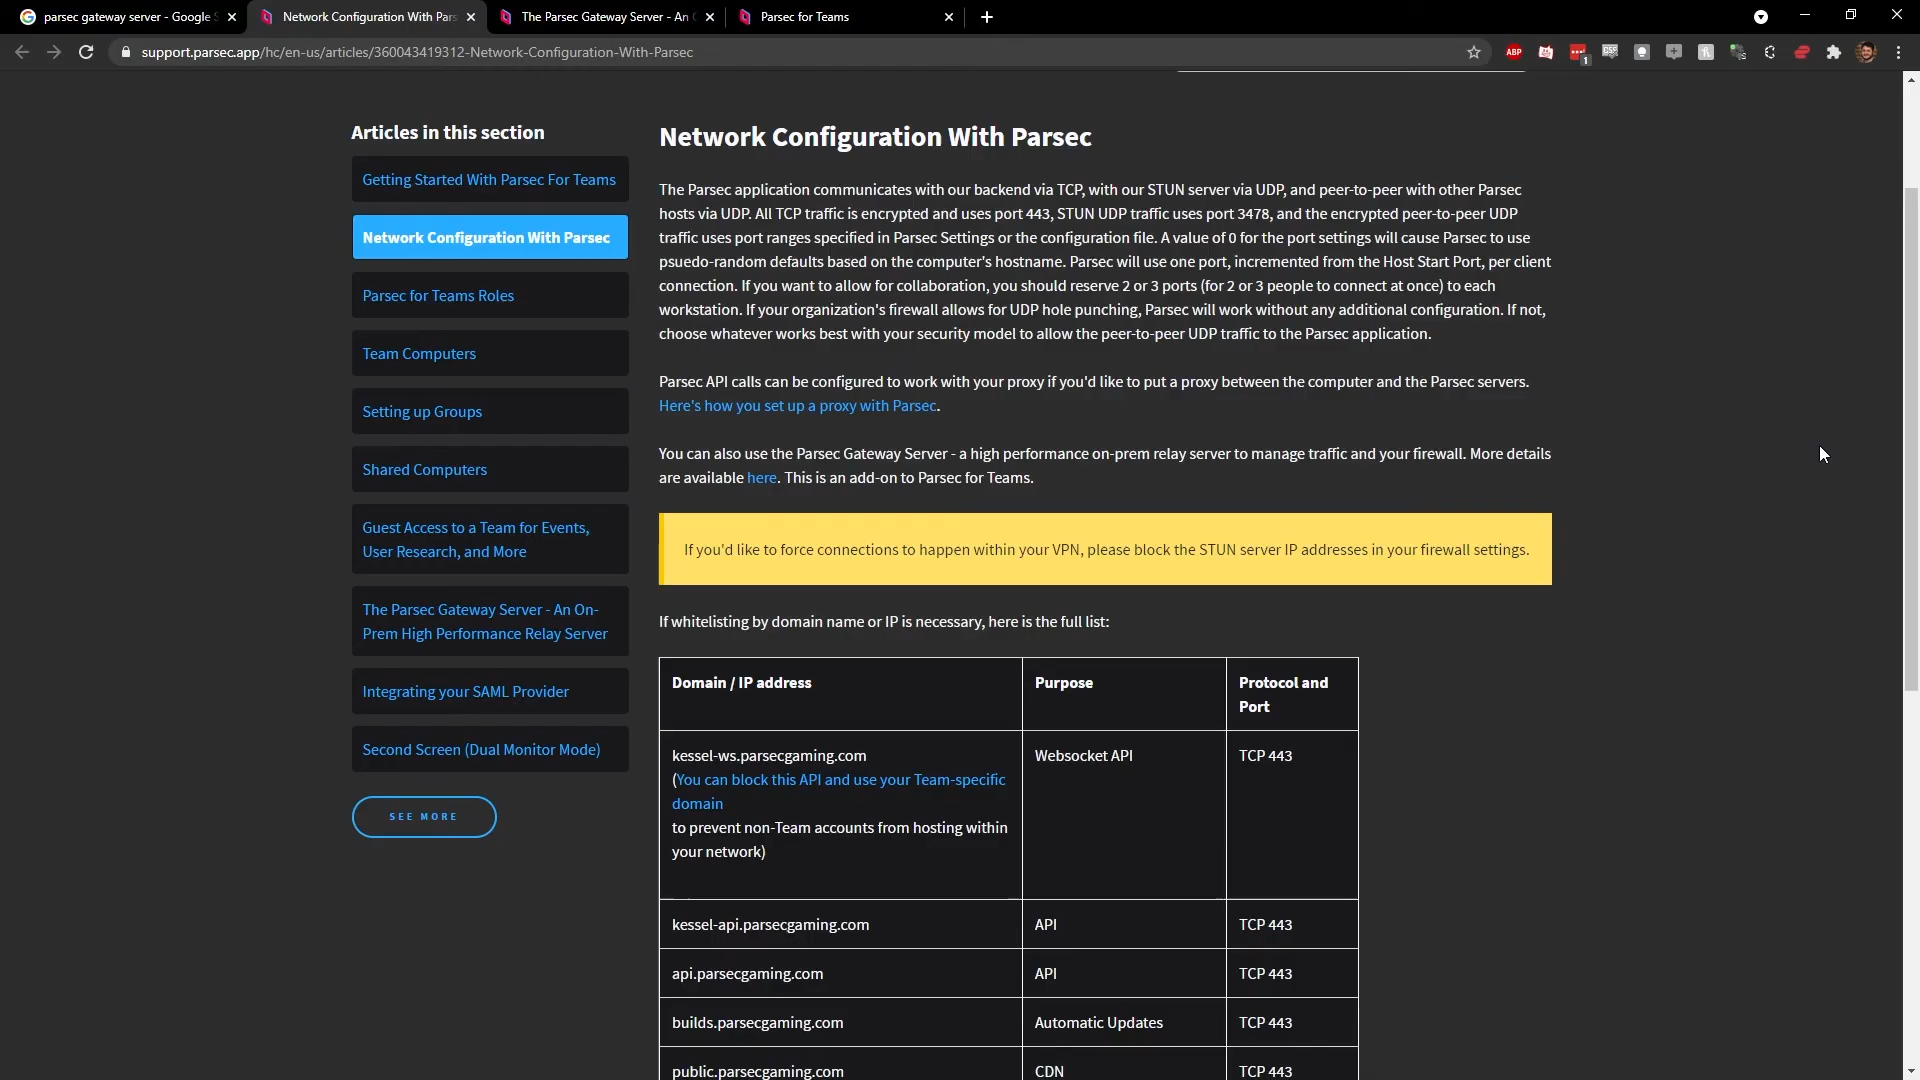 parsec gateway server - Google S
Network Configuration With Pars
The Parsec Gateway Server - An
Parsec for Teams
support.parsec.app/hc/en-us/articles/360043419312-Network-Configuration-With-Parsec
ABP
1
Articles in this section
Getting Started With Parsec For Teams
Network Configuration With Parsec
Parsec for Teams Roles
Team Computers
Setting up Groups
Shared Computers
Guest Access to a Team for Events,
User Research, and More
The Parsec Gateway Server - An On-
Prem High Performance Relay Server
Integrating your SAML Provider
Second Screen (Dual Monitor Mode)
SEE MORE
Network Configuration With Parsec
The Parsec application communicates with our backend via TCP, with our STUN server via UDP, and peer-to-peer with other Parsec
hosts via UDP. All TCP traffic is encrypted and uses port 443, STUN UDP traffic uses port 3478, and the encrypted peer-to-peer UDP
traffic uses port ranges specified in Parsec Settings or the configuration file. A value of 0 for the port settings will cause Parsec to use
psuedo-random defaults based on the computer's hostname. Parsec will use one port, incremented from the Host Start Port, per client
connection. If you want to allow for collaboration, you should reserve 2 or 3 ports (for 2 or 3 people to connect at once) to each
workstation. If your organization's firewall allows for UDP hole punching, Parsec will work without any additional configuration. If not,
choose whatever works best with your security model to allow the peer-to-peer UDP traffic to the Parsec application.
Parsec API calls can be configured to work with your proxy if you'd like to put a proxy between the computer and the Parsec servers.
Here's how you set up a proxy with Parsec.
You can also use the Parsec Gateway Server - a high performance on-prem relay server to manage traffic and your firewall. More details
are available here. This is an add-on to Parsec for Teams.
If you'd like to force connections to happen within your VPN, please block the STUN server IP addresses in your firewall settings.
If whitelisting by domain name or IP is necessary, here is the full list:
Domain / IP address
Purpose
Protocol and
Port
kessel-ws.parsecgaming.com
(You can block this API and use your Team-specific
domain
to prevent non-Team accounts from hosting within
your network)
Websocket API
TCP 443
kessel-api.parsecgaming.com
API
TCP 443
api.parsecgaming.com
API
TCP 443
builds.parsecgaming.com
Automatic Updates
TCP 443
public.parsecgaming.com
CDN
TCP 443